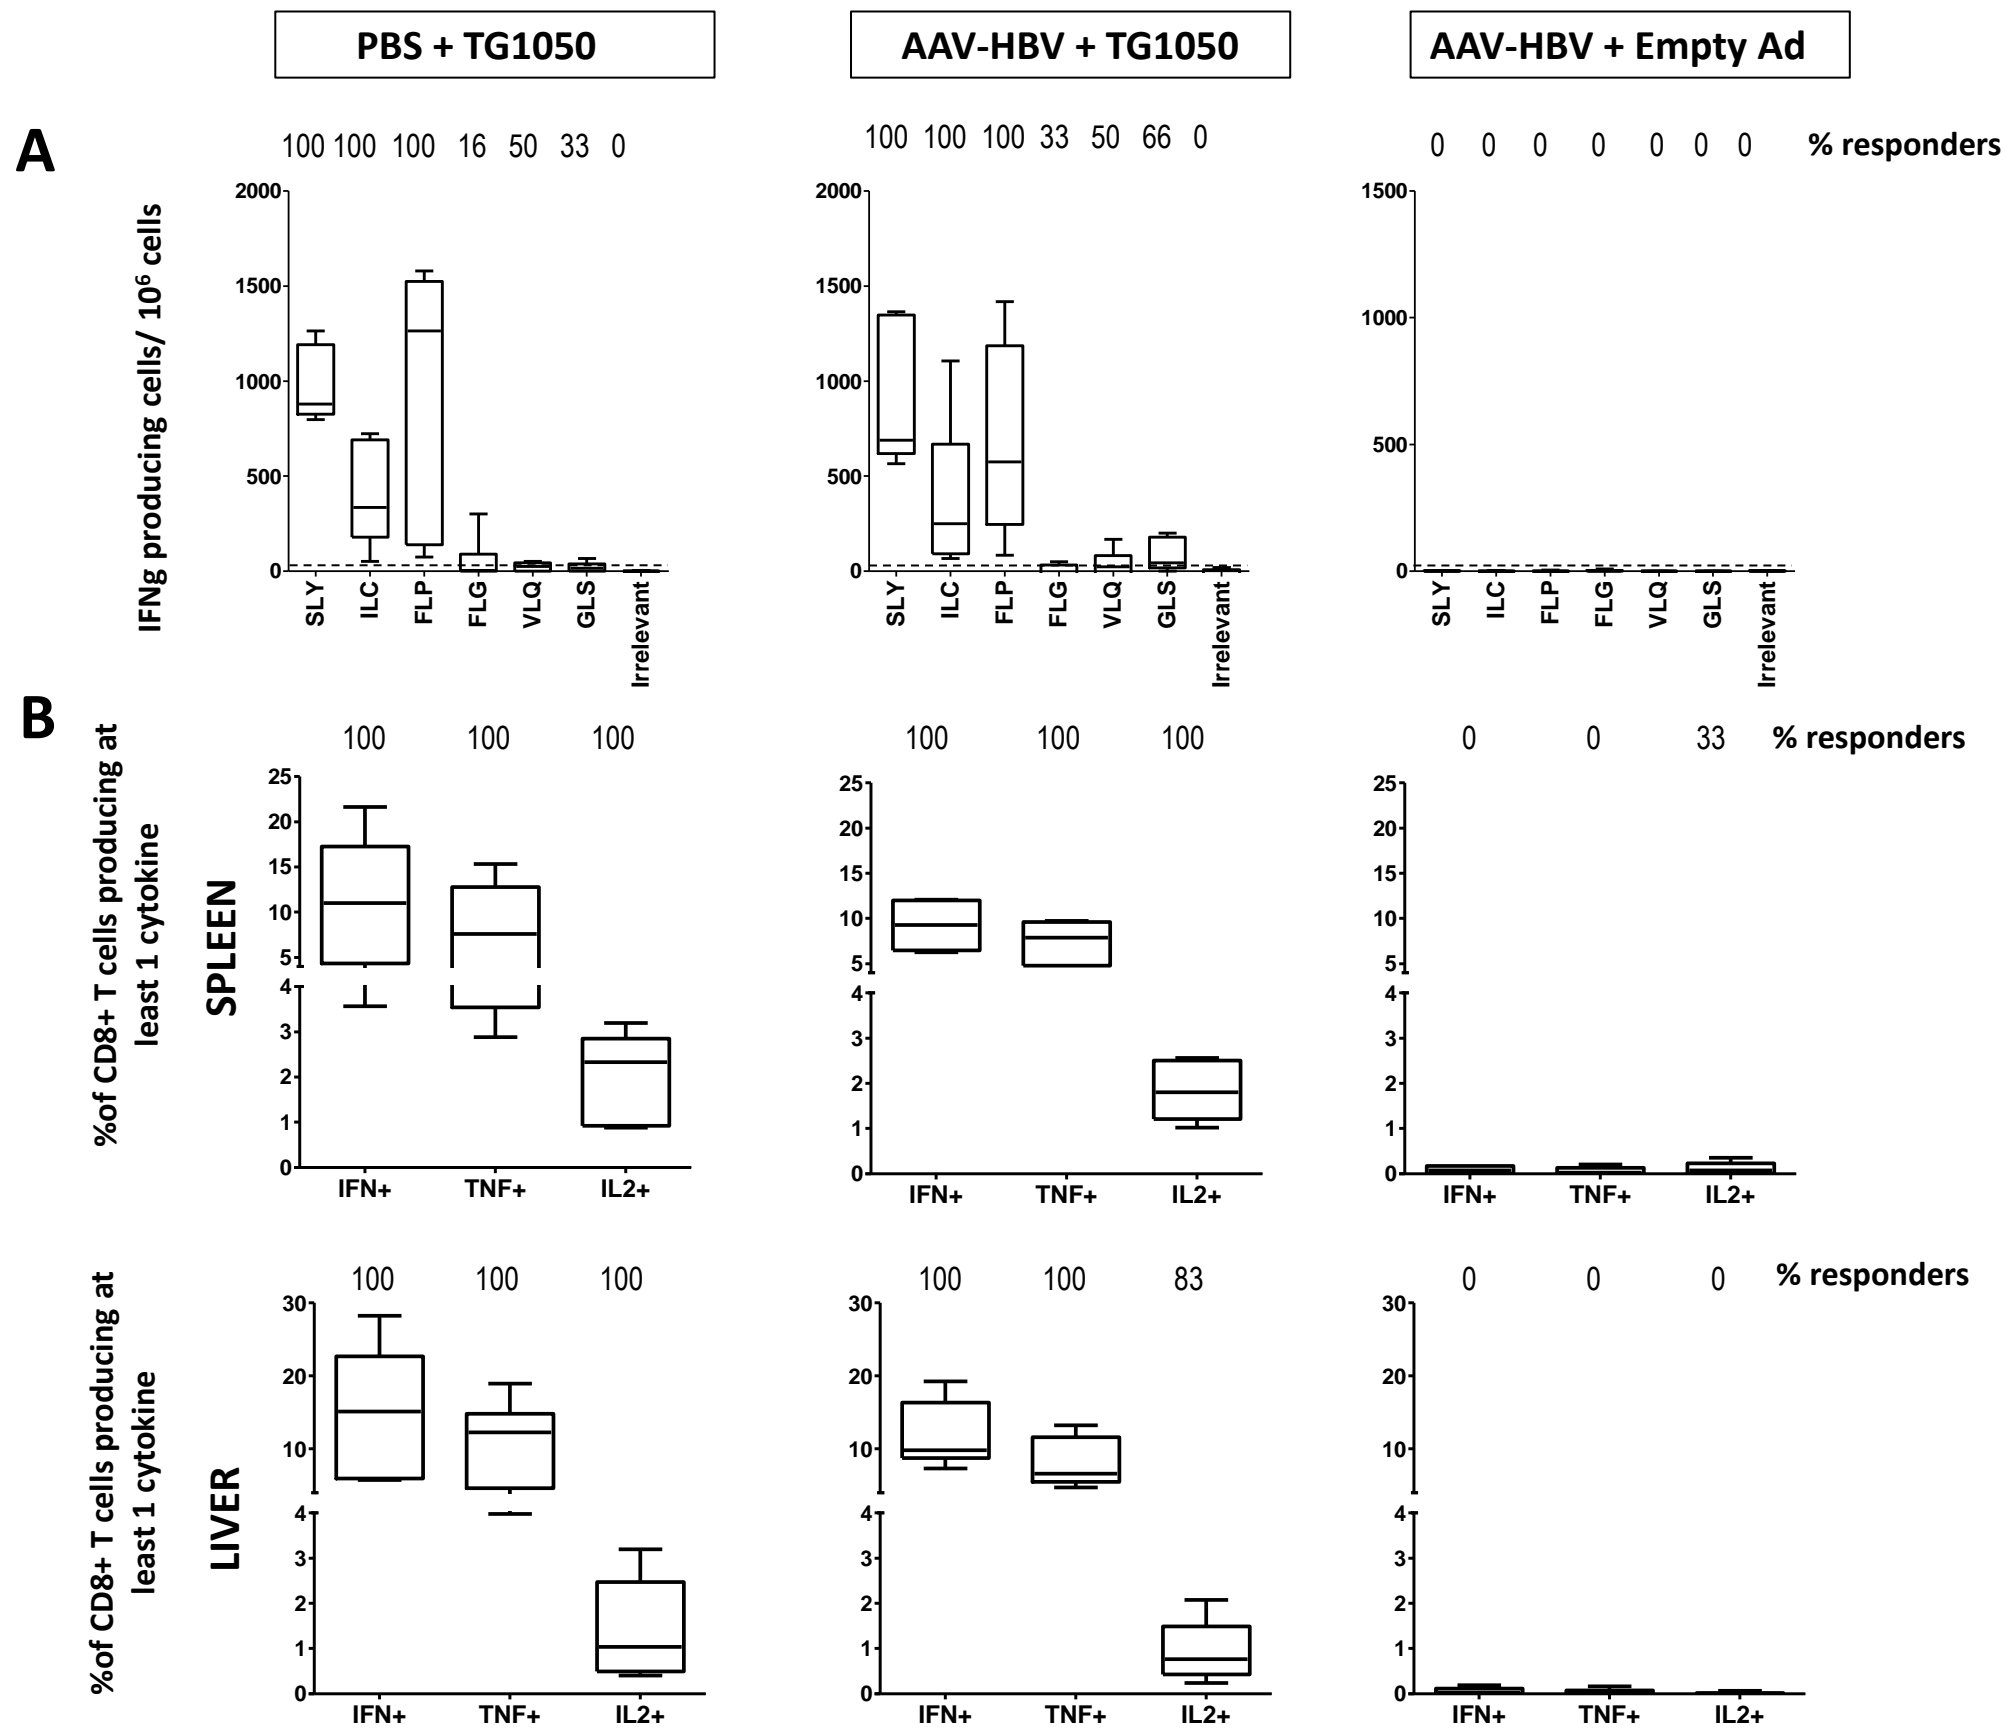 PBS + TG1050
AAV-HBV + TG1050
AAV-HBV + Empty Ad
A
100 100 100 16 50 33 0
100 100 100 33 50 66 0
0 0 0 0 0 0 0 % responders
IFNg producing cells/ 10⁶ cells
2000
1500
1000
500
0
SLY ILC FLP FLG VLQ GLS Irrelevant
2000
1500
1000
500
0
SLY ILC FLP FLG VLQ GLS Irrelevant
1500
1000
500
0
SLY ILC FLP FLG VLQ GLS Irrelevant
B
100 100 100
100 100 100
0 0 33 % responders
%of CD8+ T cells producing at
least 1 cytokine
SPLEEN
25
20
15
10
5
4
3
2
1
0
IFN+ TNF+ IL2+
25
20
15
10
5
4
3
2
1
0
IFN+ TNF+ IL2+
25
20
15
10
5
4
3
2
1
0
IFN+ TNF+ IL2+
100 100 100
100 100 83
0 0 0 % responders
%of CD8+ T cells producing at
least 1 cytokine
LIVER
30
20
10
4
3
2
1
0
IFN+ TNF+ IL2+
30
20
10
4
3
2
1
0
IFN+ TNF+ IL2+
30
20
10
4
3
2
1
0
IFN+ TNF+ IL2+